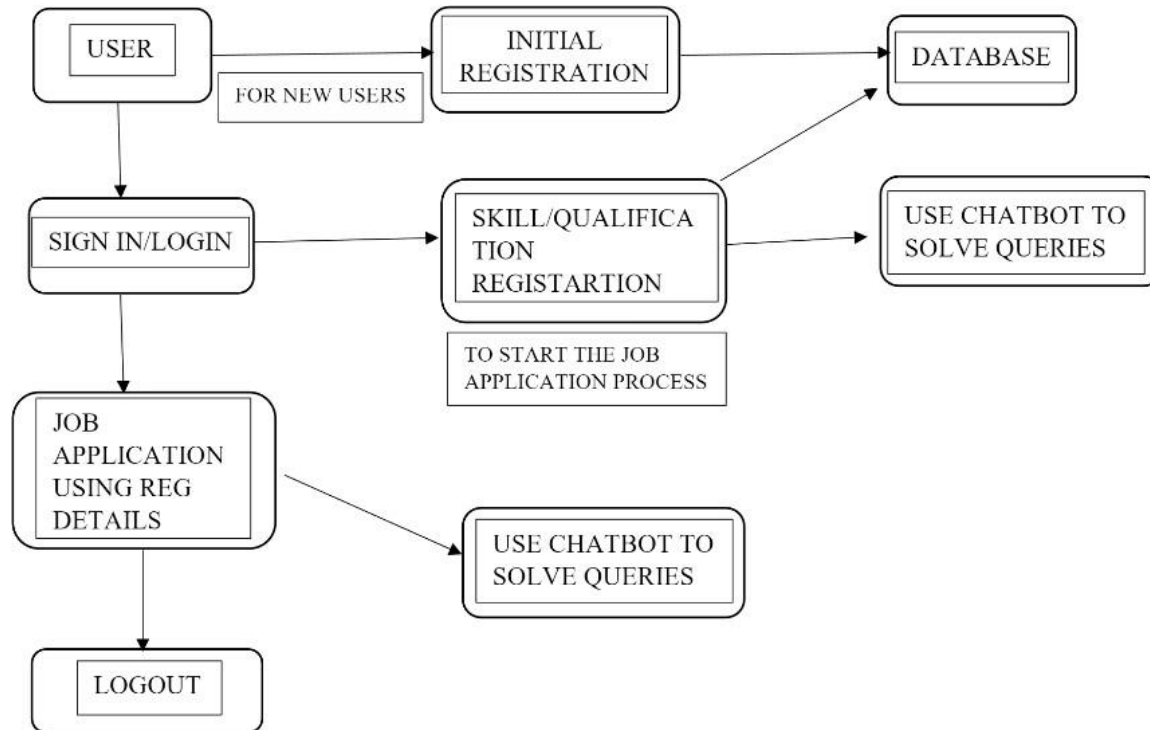 USER
INITIAL
REGISTRATION
DATABASE
FOR NEW USERS
SIGN IN/LOGIN
SKILL/QUALIFICA
TION
REGISTARTION
USE CHATBOT TO
SOLVE QUERIES
TO START THE JOB
APPLICATION PROCESS
JOB
APPLICATION
USING REG
DETAILS
USE CHATBOT TO
SOLVE QUERIES
LOGOUT